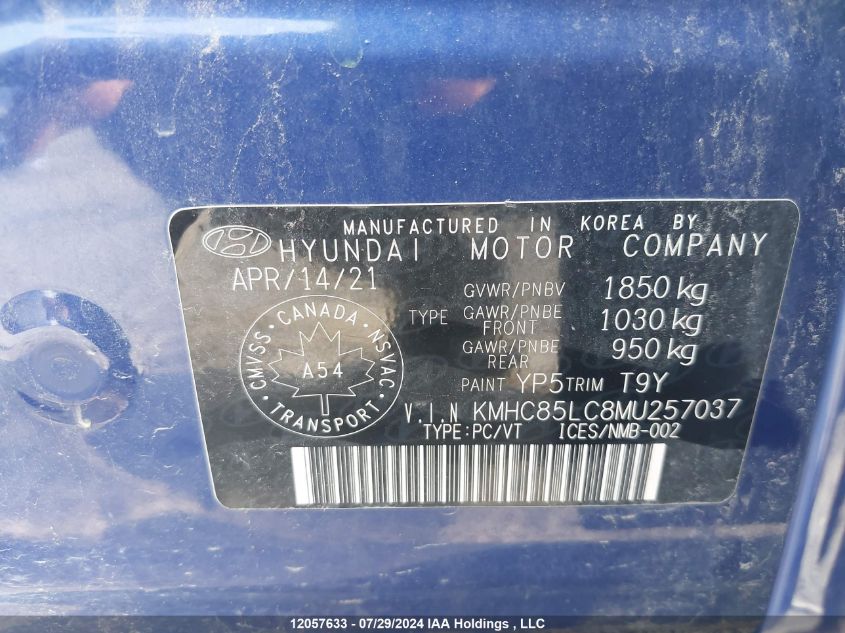 MANUFACTURED IN KOREA BY
HYUNDAI MOTOR COMPANY
APR/14/21
GVWR/PNBV 1850 kg
TYPE GAWR/PNBE FRONT 1030 kg
GAWR/PNBE REAR 950 kg
PAINT YP5 TRIM T9Y
CMVSS • CANADA • NSVAC
A54
TRANSPORT
V.I.N KMHC85LC8MU257037
TYPE:PC/VT ICES/NMB-002
12057633 - 07/29/2024 IAA Holdings , LLC